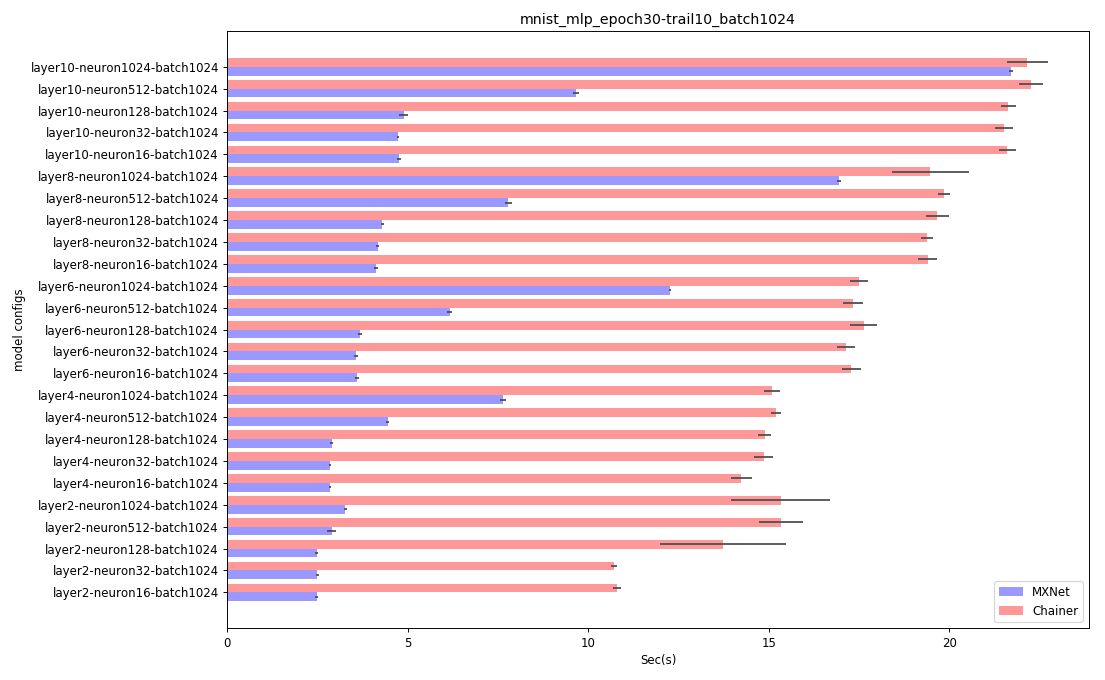 mnist_mlp_epoch30-trail10_batch1024
model configs
layer10-neuron1024-batch1024
layer10-neuron512-batch1024
layer10-neuron128-batch1024
layer10-neuron32-batch1024
layer10-neuron16-batch1024
layer8-neuron1024-batch1024
layer8-neuron512-batch1024
layer8-neuron128-batch1024
layer8-neuron32-batch1024
layer8-neuron16-batch1024
layer6-neuron1024-batch1024
layer6-neuron512-batch1024
layer6-neuron128-batch1024
layer6-neuron32-batch1024
layer6-neuron16-batch1024
layer4-neuron1024-batch1024
layer4-neuron512-batch1024
layer4-neuron128-batch1024
layer4-neuron32-batch1024
layer4-neuron16-batch1024
layer2-neuron1024-batch1024
layer2-neuron512-batch1024
layer2-neuron128-batch1024
layer2-neuron32-batch1024
layer2-neuron16-batch1024
MXNet
Chainer
0 5 10 15 20
Sec(s)